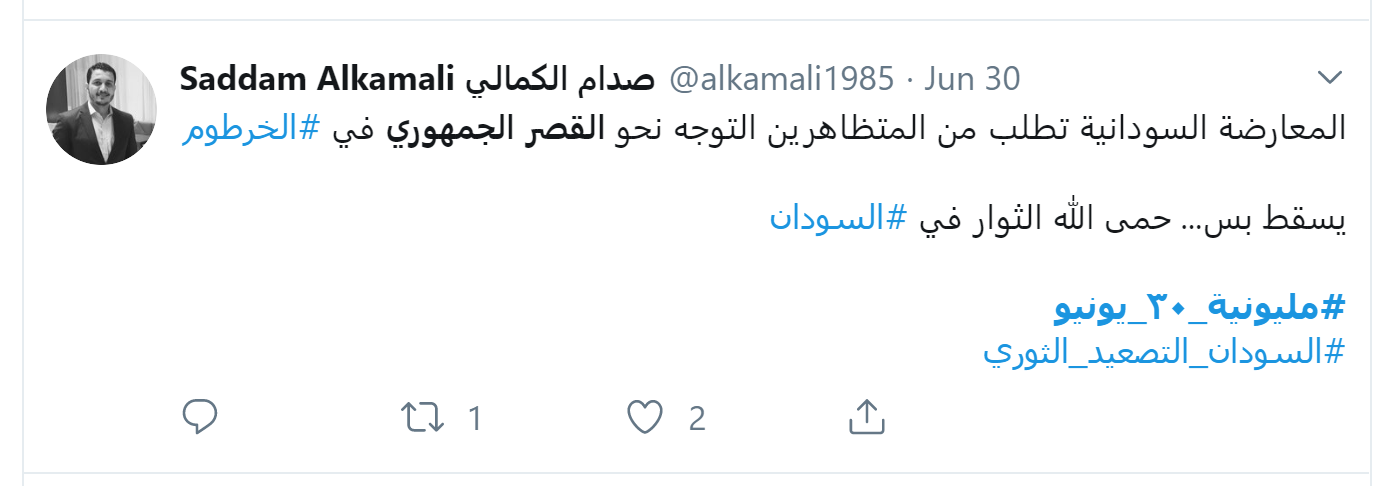 Saddam Alkamali صدام الكمالي @alkamali1985 · Jun 30
المعارضة السودانية تطلب من المتظاهرين التوجه نحو القصر الجمهوري في #الخرطوم
يسقط بس... حمى الله الثوار في #السودان
#مليونية_٣٠_يونيو
#السودان_التصعيد_الثوري
1 2